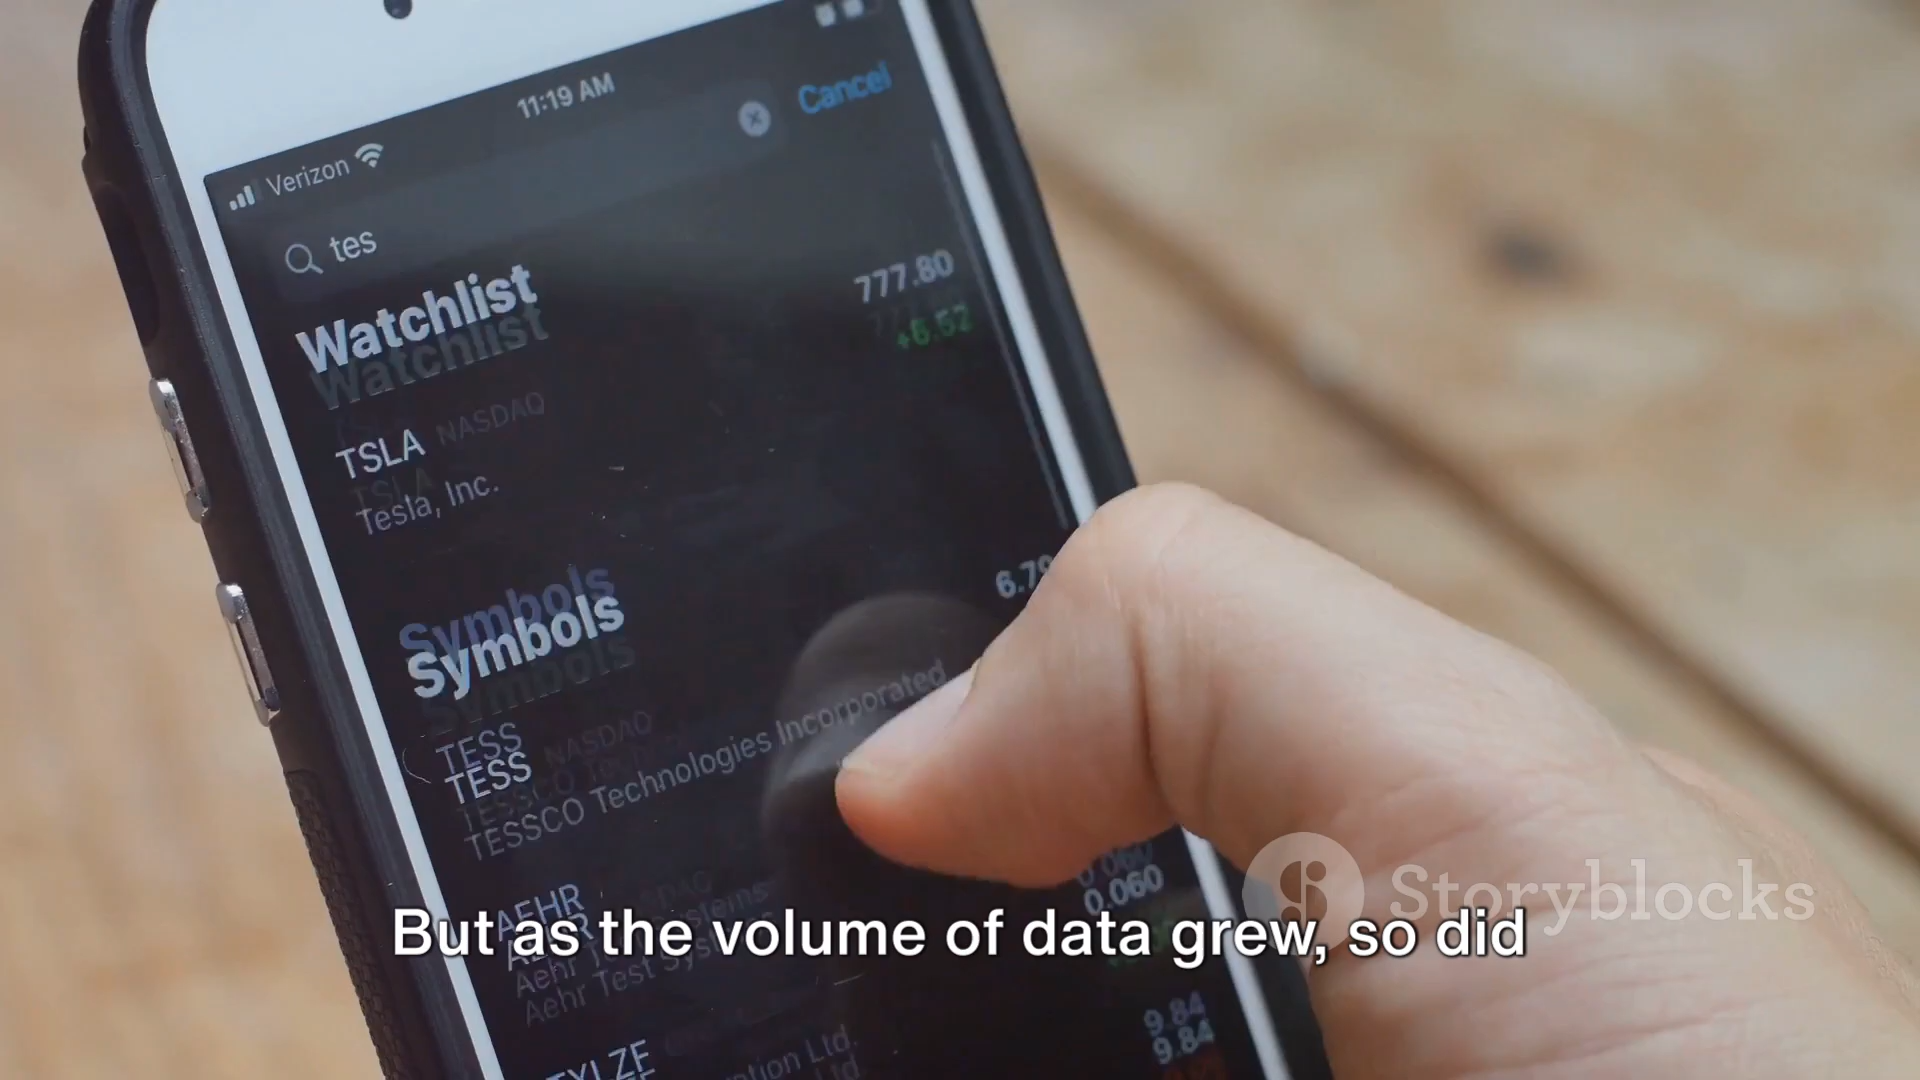 11:19 AM
Verizon
Cancel
tes
Watchlist
777.80
+6.52
TSLA NASDAQ
Tesla, Inc.
Symbols
6.79
TESS NASDAQ
TESSCO Technologies Incorporated
0.060
AEHR
Aehr Test Systems
Storyblocks
But as the volume of data grew, so did
9.84
Ltd.